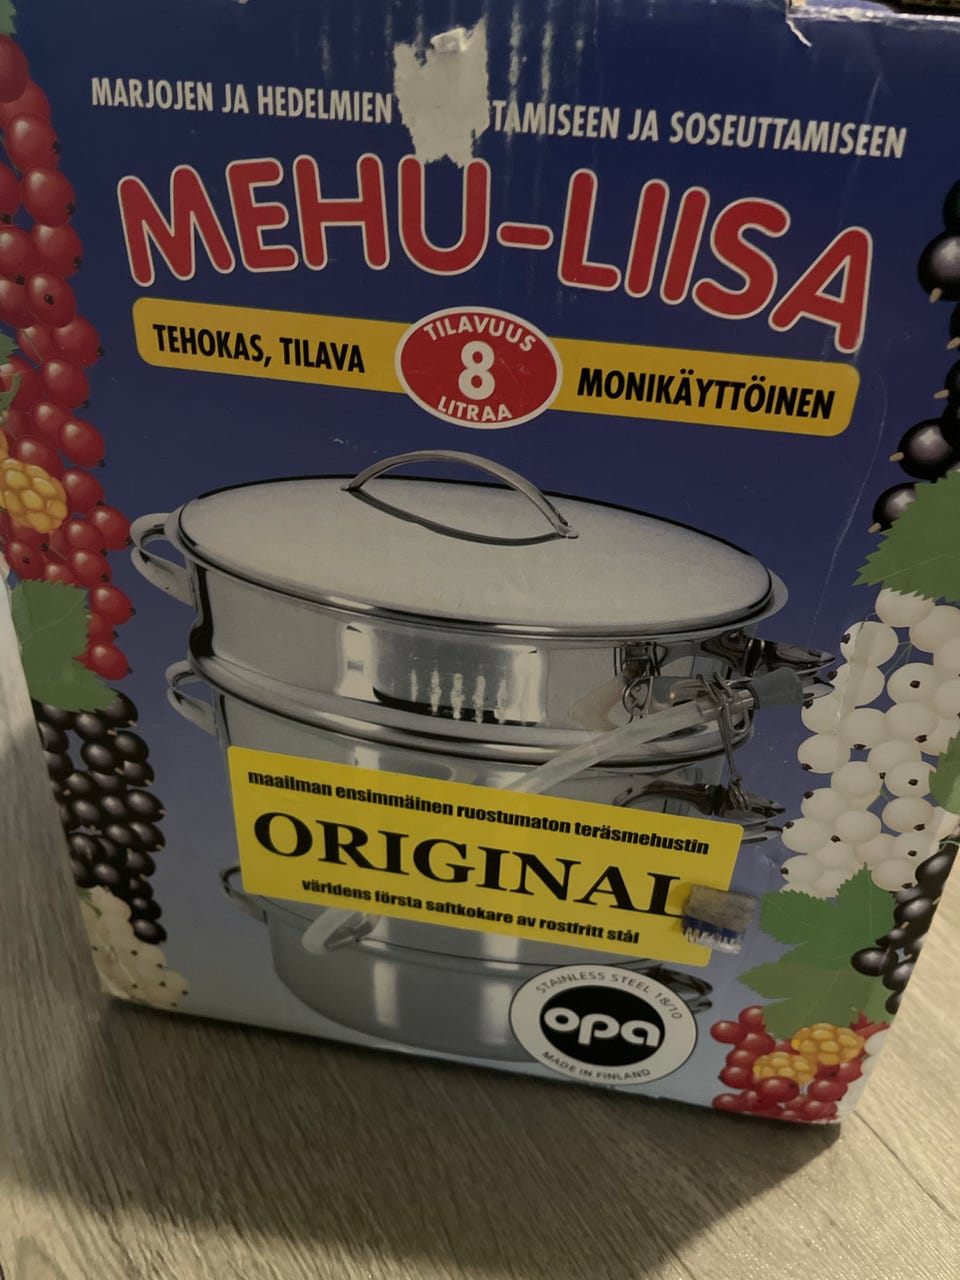 MARJOJEN JA HEDELMIEN TAMISEEN JA SOSEUTTAMISEEN
MEHU-LIISA
TEHOKAS, TILAVA
TILAVUUS
8
LITRAA
MONIKÄYTTÖINEN
maailman ensimmäinen ruostumaton teräsmehustin
ORIGINAL
världens första saftkokare av rostfritt stål
STAINLESS STEEL 18/10
opa
MADE IN FINLAND